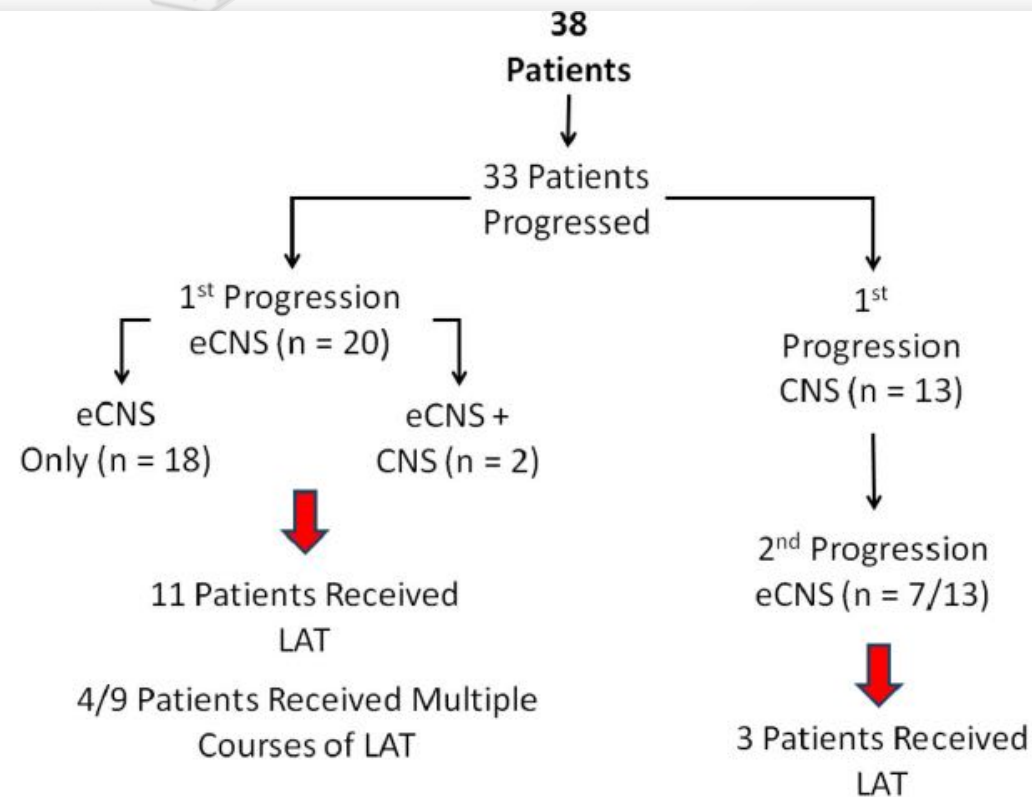 38
Patients
33 Patients
Progressed
1st Progression
eCNS (n = 20)
eCNS
Only (n = 18)
eCNS +
CNS (n = 2)
11 Patients Received
LAT
4/9 Patients Received Multiple
Courses of LAT
1st
Progression
CNS (n = 13)
2nd Progression
eCNS (n = 7/13)
3 Patients Received
LAT